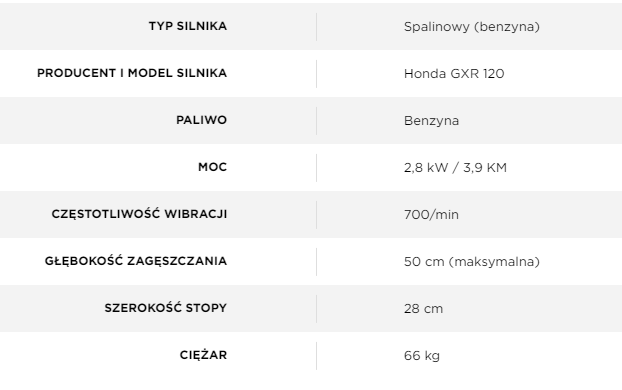 TYP SILNIKA Spalinowy (benzyna)
PRODUCENT I MODEL SILNIKA Honda GXR 120
PALIWO Benzyna
MOC 2,8 kW / 3,9 KM
CZĘSTOTLIWOŚĆ WIBRACJI 700/min
GŁĘBOKOŚĆ ZAGĘSZCZANIA 50 cm (maksymalna)
SZEROKOŚĆ STOPY 28 cm
CIĘŻAR 66 kg